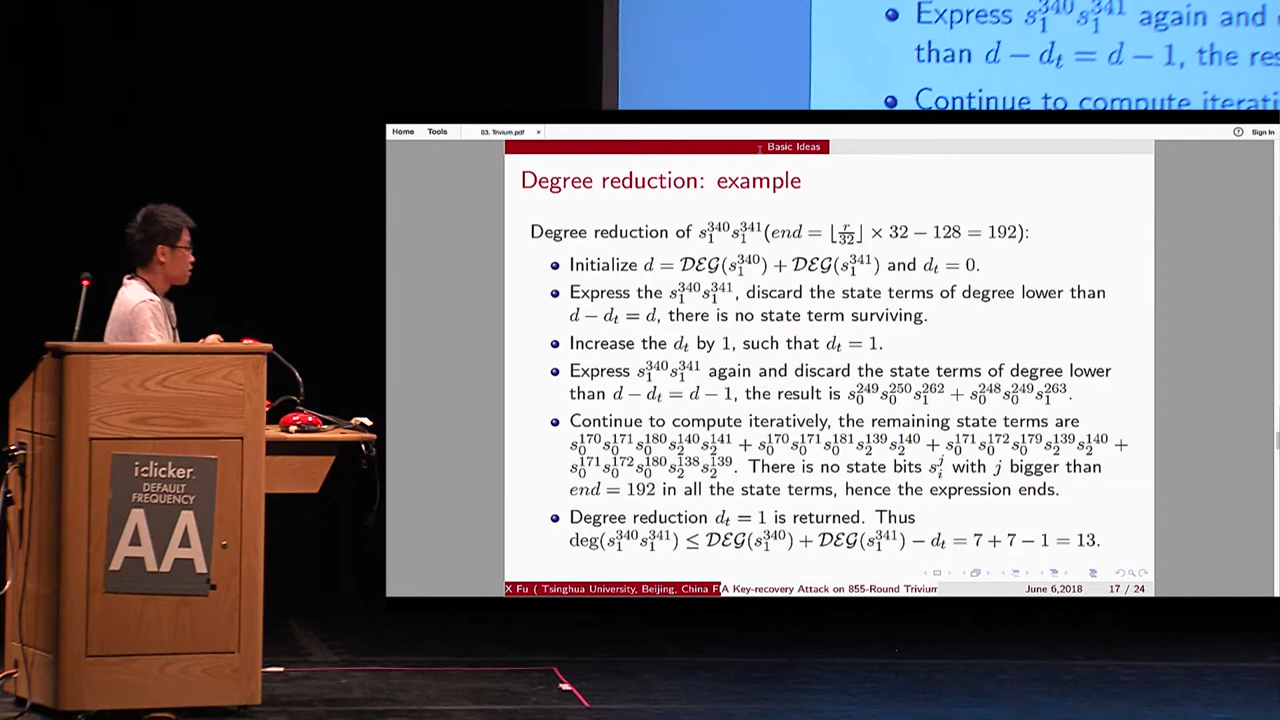 Express s_1^{340}s_1^{341} again and
than d − d_t = d − 1, the res
Continue to compute iterati
Home Tools 03. Trivium.pdf × Sign In
Basic Ideas
Degree reduction: example
Degree reduction of s_1^{340}s_1^{341}(end = ⌊r/32⌋ × 32 − 128 = 192):
Initialize d = DEG(s_1^{340}) + DEG(s_1^{341}) and d_t = 0.
Express the s_1^{340}s_1^{341}, discard the state terms of degree lower than
d − d_t = d, there is no state term surviving.
Increase the d_t by 1, such that d_t = 1.
Express s_1^{340}s_1^{341} again and discard the state terms of degree lower
than d − d_t = d − 1, the result is s_0^{249}s_0^{250}s_1^{262} + s_0^{248}s_0^{249}s_1^{263}.
Continue to compute iteratively, the remaining state terms are
s_0^{170}s_0^{171}s_0^{180}s_2^{140}s_2^{141} + s_0^{170}s_0^{171}s_0^{181}s_2^{139}s_2^{140} + s_0^{171}s_0^{172}s_0^{179}s_2^{139}s_2^{140} +
s_0^{171}s_0^{172}s_0^{180}s_2^{138}s_2^{139}. There is no state bits s_i^j with j bigger than
end = 192 in all the state terms, hence the expression ends.
Degree reduction d_t = 1 is returned. Thus
deg(s_1^{340}s_1^{341}) ≤ DEG(s_1^{340}) + DEG(s_1^{341}) − d_t = 7 + 7 − 1 = 13.
X Fu ( Tsinghua University, Beijing, China F A Key-recovery Attack on 855-Round Trivium June 6,2018 17 / 24
i>clicker.
DEFAULT
FREQUENCY
AA